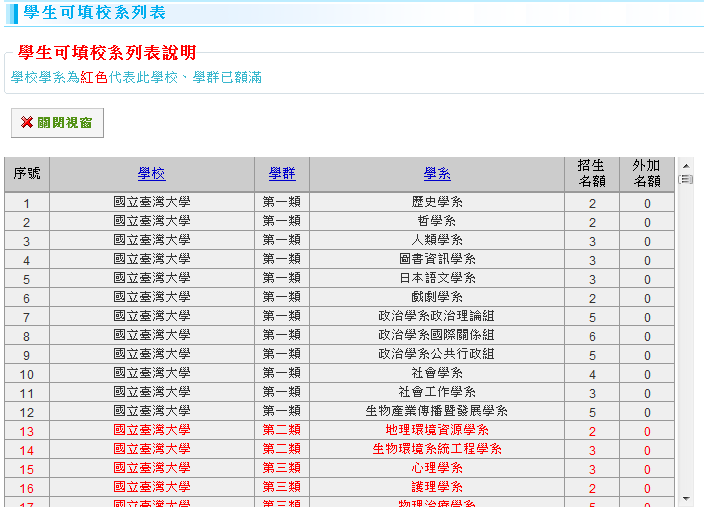 學生可填校系列表
學生可填校系列表說明
學校學系為紅色代表此學校、學群已額滿
關閉視窗
序號 學校 學群 學系 招生名額 外加名額
1 國立臺灣大學 第一類 歷史學系 2 0
2 國立臺灣大學 第一類 哲學系 2 0
3 國立臺灣大學 第一類 人類學系 3 0
4 國立臺灣大學 第一類 圖書資訊學系 3 0
5 國立臺灣大學 第一類 日本語文學系 3 0
6 國立臺灣大學 第一類 戲劇學系 2 0
7 國立臺灣大學 第一類 政治學系政治理論組 5 0
8 國立臺灣大學 第一類 政治學系國際關係組 6 0
9 國立臺灣大學 第一類 政治學系公共行政組 5 0
10 國立臺灣大學 第一類 社會學系 4 0
11 國立臺灣大學 第一類 社會工作學系 3 0
12 國立臺灣大學 第一類 生物產業傳播暨發展學系 5 0
13 國立臺灣大學 第二類 地理環境資源學系 2 0
14 國立臺灣大學 第二類 生物環境系統工程學系 3 0
15 國立臺灣大學 第三類 心理學系 3 0
16 國立臺灣大學 第三類 護理學系 2 0
17 國立臺灣大學 第三類 物理治療學系 5 0